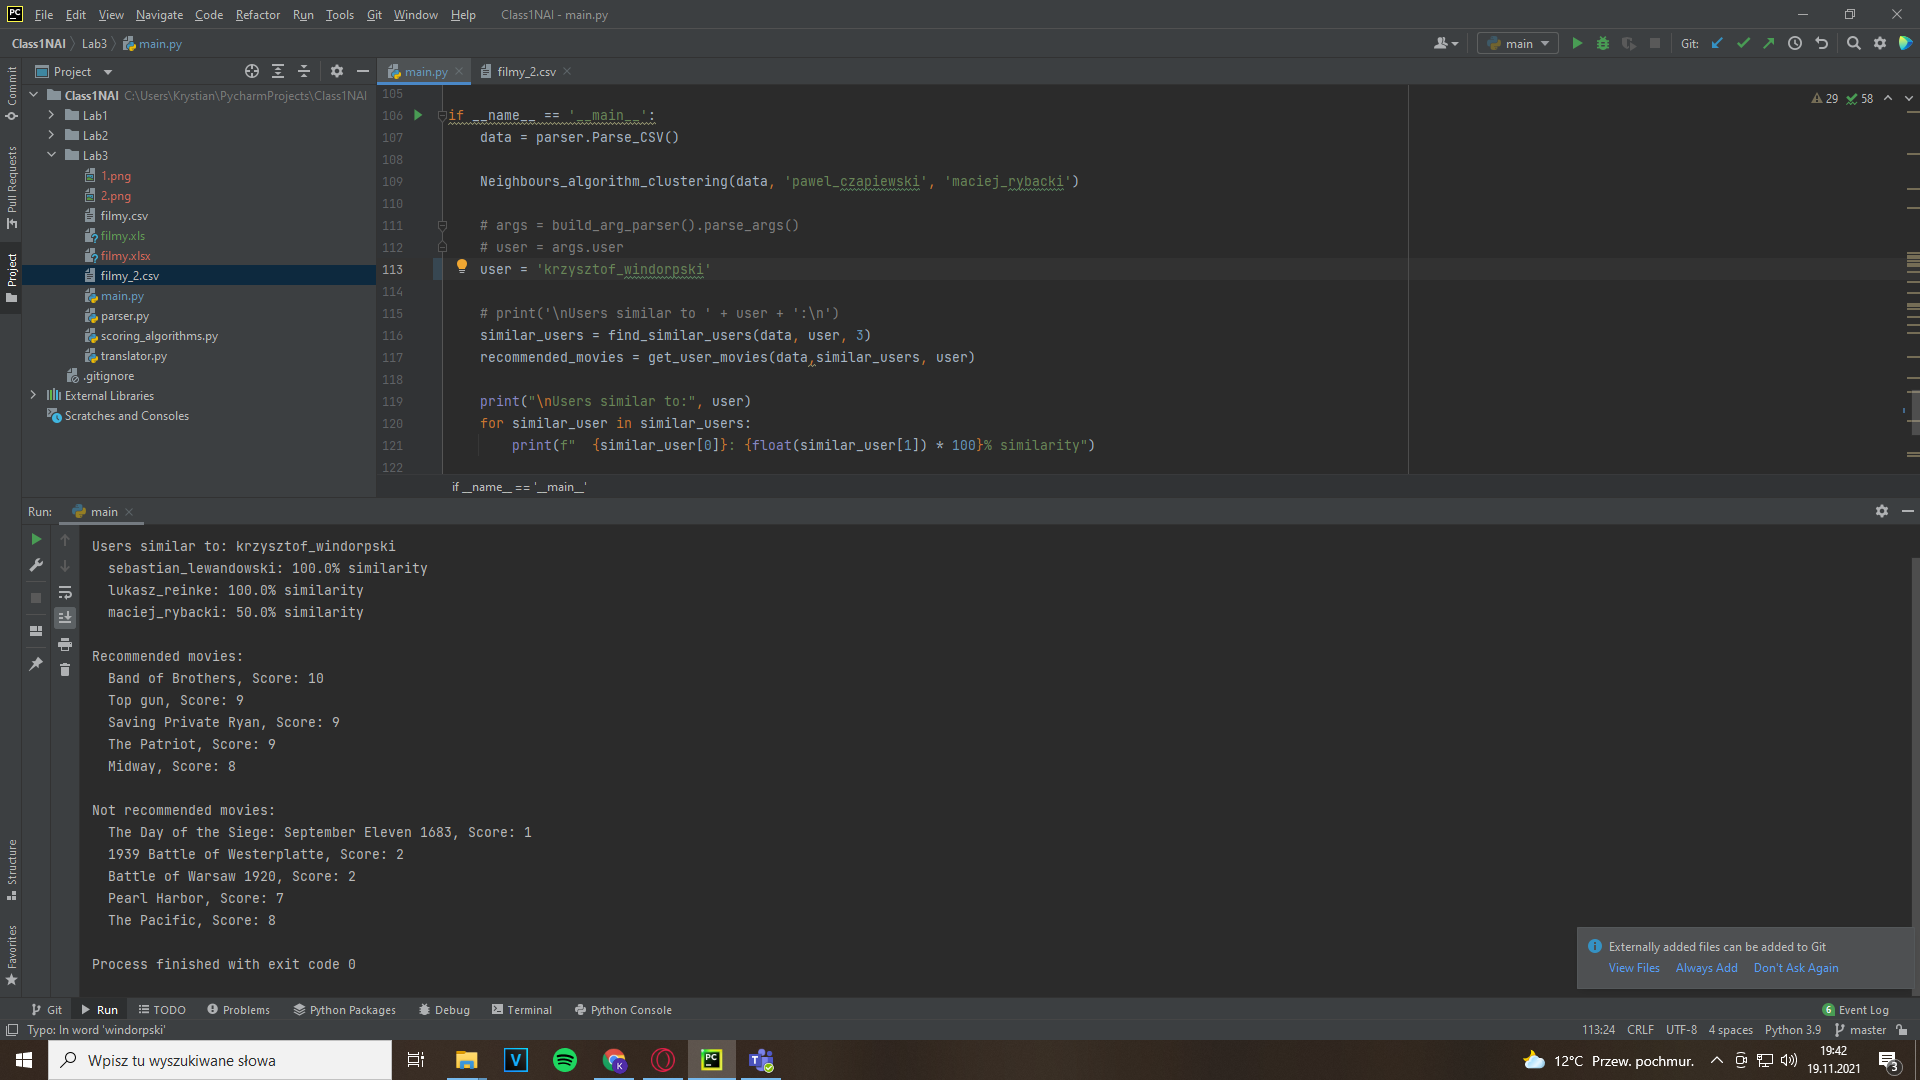 File Edit View Navigate Code Refactor Run Tools Git Window Help Class1NAI - main.py
Class1NAI Lab3 main.py
main Git:
Project
main.py filmy_2.csv
Commit
Pull Requests
Project
Structure
Favorites
Class1NAI C:\Users\Krystian\PycharmProjects\Class1NAI
Lab1
Lab2
Lab3
1.png
2.png
filmy.csv
filmy.xls
filmy.xlsx
filmy_2.csv
main.py
parser.py
scoring_algorithms.py
translator.py
.gitignore
External Libraries
Scratches and Consoles
29 58
105
106 if __name__ == '__main__':
107 data = parser.Parse_CSV()
108
109 Neighbours_algorithm_clustering(data, 'pawel_czapiewski', 'maciej_rybacki')
110
111 # args = build_arg_parser().parse_args()
112 # user = args.user
113 user = 'krzysztof_windorpski'
114
115 # print('\nUsers similar to ' + user + ':\n')
116 similar_users = find_similar_users(data, user, 3)
117 recommended_movies = get_user_movies(data,similar_users, user)
118
119 print("\nUsers similar to:", user)
120 for similar_user in similar_users:
121 print(f"  {similar_user[0]}: {float(similar_user[1]) * 100}% similarity")
122
if __name__ == '__main__'
Run: main
Users similar to: krzysztof_windorpski
sebastian_lewandowski: 100.0% similarity
lukasz_reinke: 100.0% similarity
maciej_rybacki: 50.0% similarity
Recommended movies:
Band of Brothers, Score: 10
Top gun, Score: 9
Saving Private Ryan, Score: 9
The Patriot, Score: 9
Midway, Score: 8
Not recommended movies:
The Day of the Siege: September Eleven 1683, Score: 1
1939 Battle of Westerplatte, Score: 2
Battle of Warsaw 1920, Score: 2
Pearl Harbor, Score: 7
The Pacific, Score: 8
Process finished with exit code 0
Externally added files can be added to Git
View Files Always Add Don't Ask Again
Git Run TODO Problems Python Packages Debug Terminal Python Console 6 Event Log
Typo: In word 'windorpski' 113:24 CRLF UTF-8 4 spaces Python 3.9 master
Wpisz tu wyszukiwane słowa
12°C Przew. pochmur.
19:42
19.11.2021
3